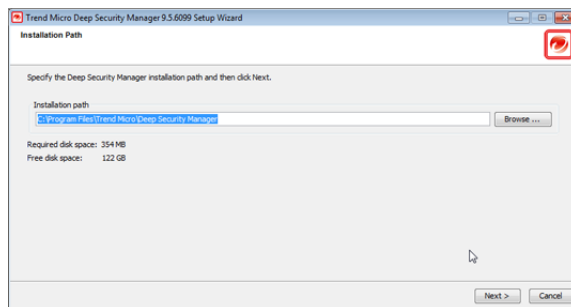 Trend Micro Deep Security Manager 9.5.6099 Setup Wizard
Installation Path
Specify the Deep Security Manager installation path and then click Next.
Installation path
C:\Program Files\Trend Micro\Deep Security Manager
Browse ...
Required disk space: 354 MB
Free disk space: 122 GB
Next >
Cancel